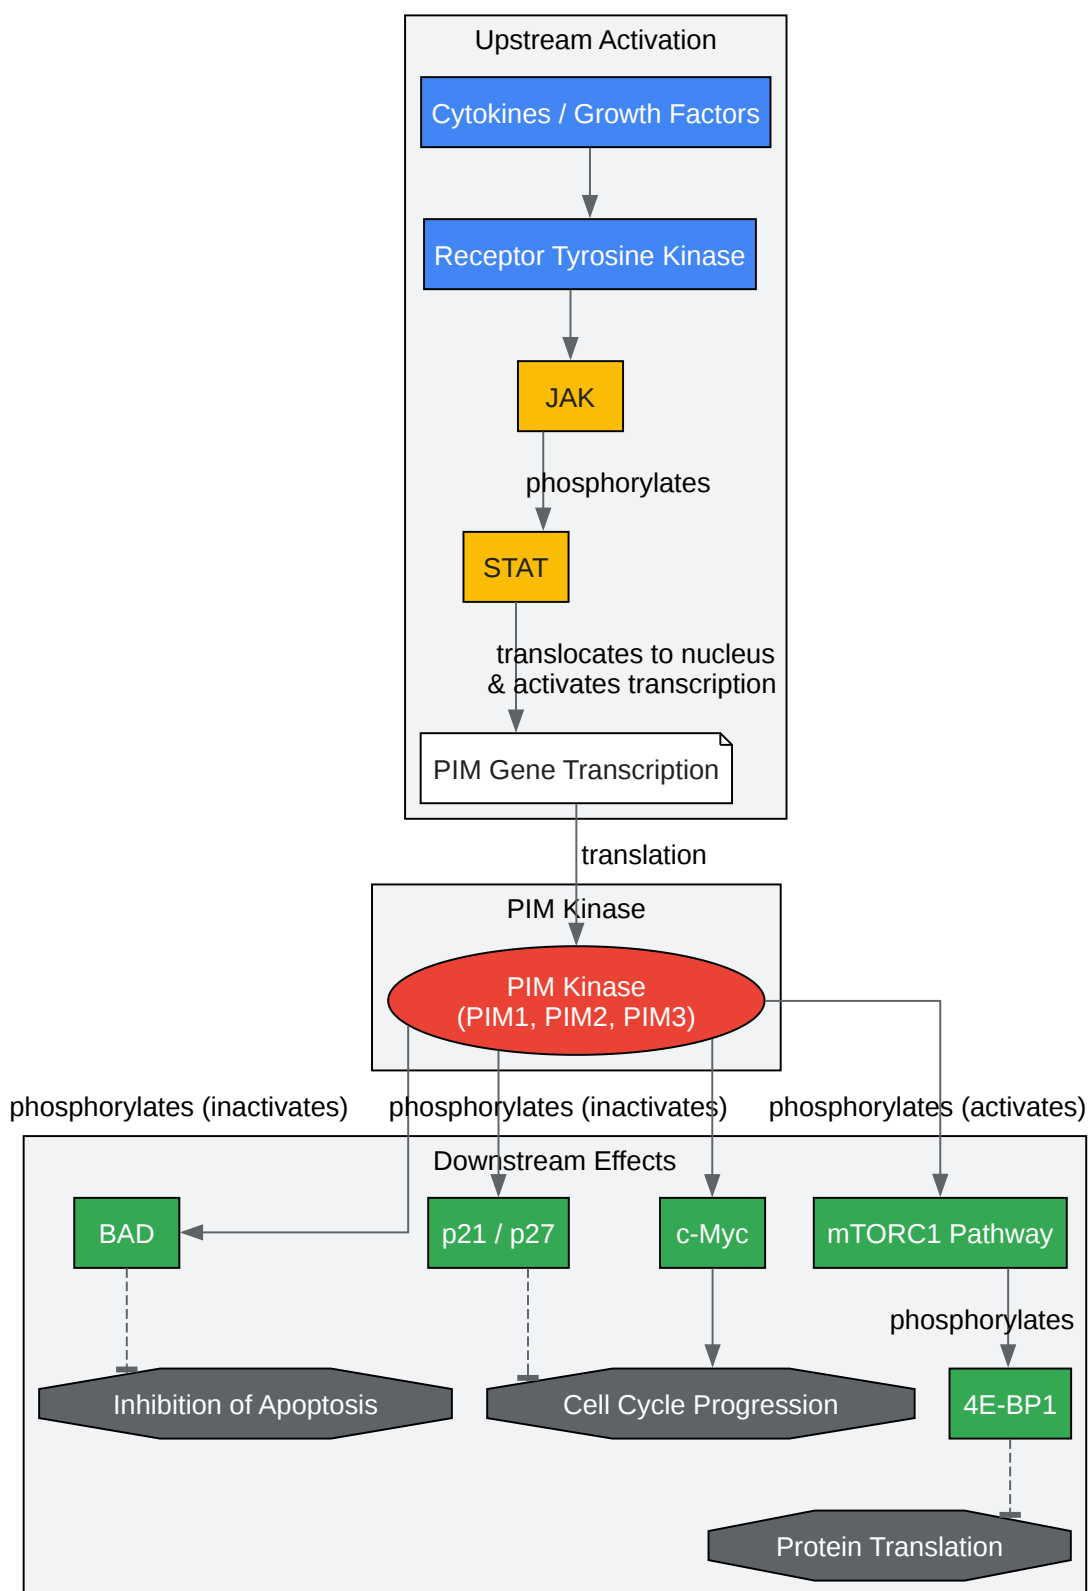 Upstream Activation
Cytokines / Growth Factors
Receptor Tyrosine Kinase
JAK
phosphorylates
STAT
translocates to nucleus
& activates transcription
PIM Gene Transcription
translation
PIM Kinase
PIM Kinase
(PIM1, PIM2, PIM3)
phosphorylates (inactivates)
phosphorylates (inactivates)
phosphorylates (activates)
Downstream Effects
BAD
p21 / p27
c-Myc
mTORC1 Pathway
phosphorylates
Inhibition of Apoptosis
Cell Cycle Progression
4E-BP1
Protein Translation